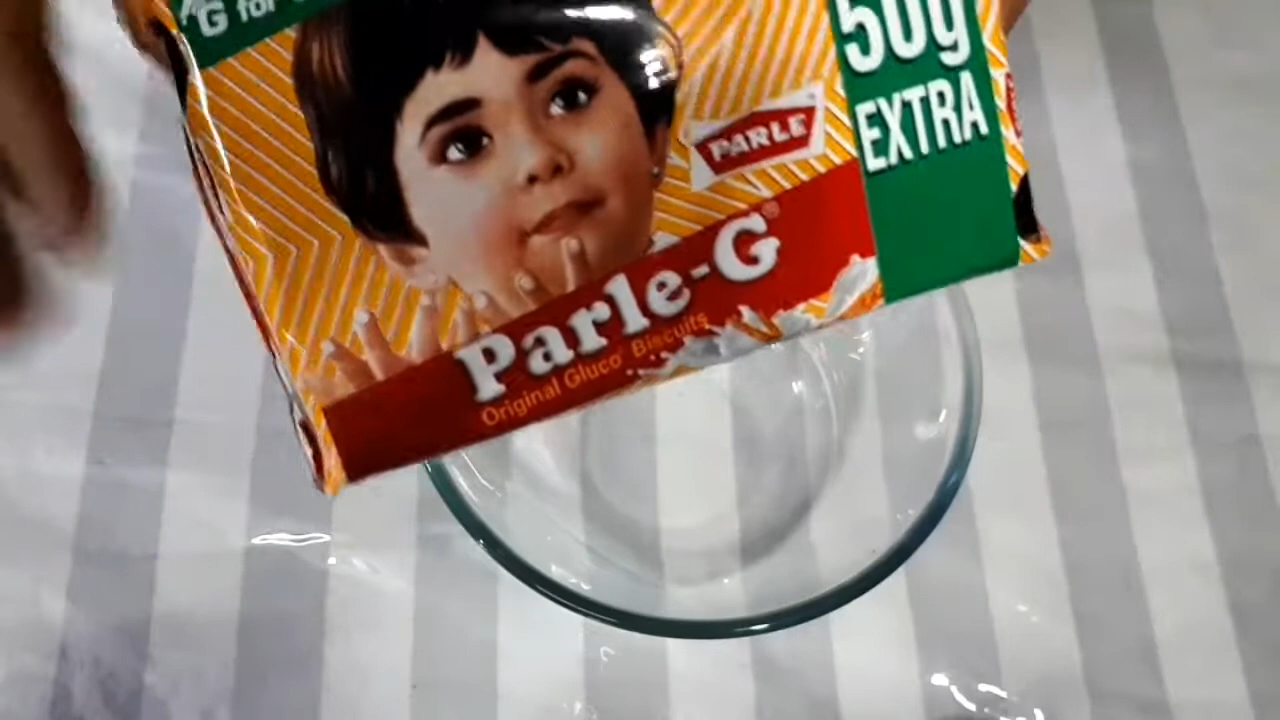 G for
50g
EXTRA
PARLE
Parle-G®
Original Gluco Biscuits